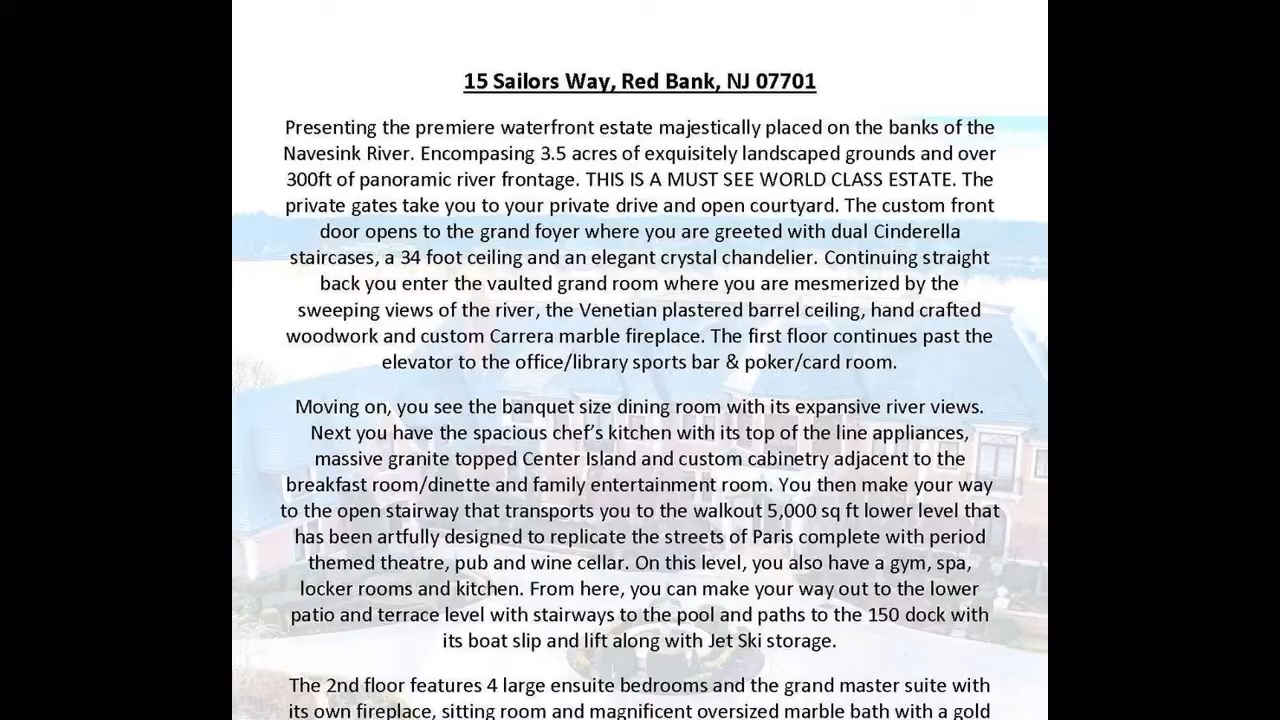 15 Sailors Way, Red Bank, NJ 07701
Presenting the premiere waterfront estate majestically placed on the banks of the
Navesink River. Encompasing 3.5 acres of exquisitely landscaped grounds and over
300ft of panoramic river frontage. THIS IS A MUST SEE WORLD CLASS ESTATE. The
private gates take you to your private drive and open courtyard. The custom front
door opens to the grand foyer where you are greeted with dual Cinderella
staircases, a 34 foot ceiling and an elegant crystal chandelier. Continuing straight
back you enter the vaulted grand room where you are mesmerized by the
sweeping views of the river, the Venetian plastered barrel ceiling, hand crafted
woodwork and custom Carrera marble fireplace. The first floor continues past the
elevator to the office/library sports bar & poker/card room.
Moving on, you see the banquet size dining room with its expansive river views.
Next you have the spacious chef’s kitchen with its top of the line appliances,
massive granite topped Center Island and custom cabinetry adjacent to the
breakfast room/dinette and family entertainment room. You then make your way
to the open stairway that transports you to the walkout 5,000 sq ft lower level that
has been artfully designed to replicate the streets of Paris complete with period
themed theatre, pub and wine cellar. On this level, you also have a gym, spa,
locker rooms and kitchen. From here, you can make your way out to the lower
patio and terrace level with stairways to the pool and paths to the 150 dock with
its boat slip and lift along with Jet Ski storage.
The 2nd floor features 4 large ensuite bedrooms and the grand master suite with
its own fireplace, sitting room and magnificent oversized marble bath with a gold